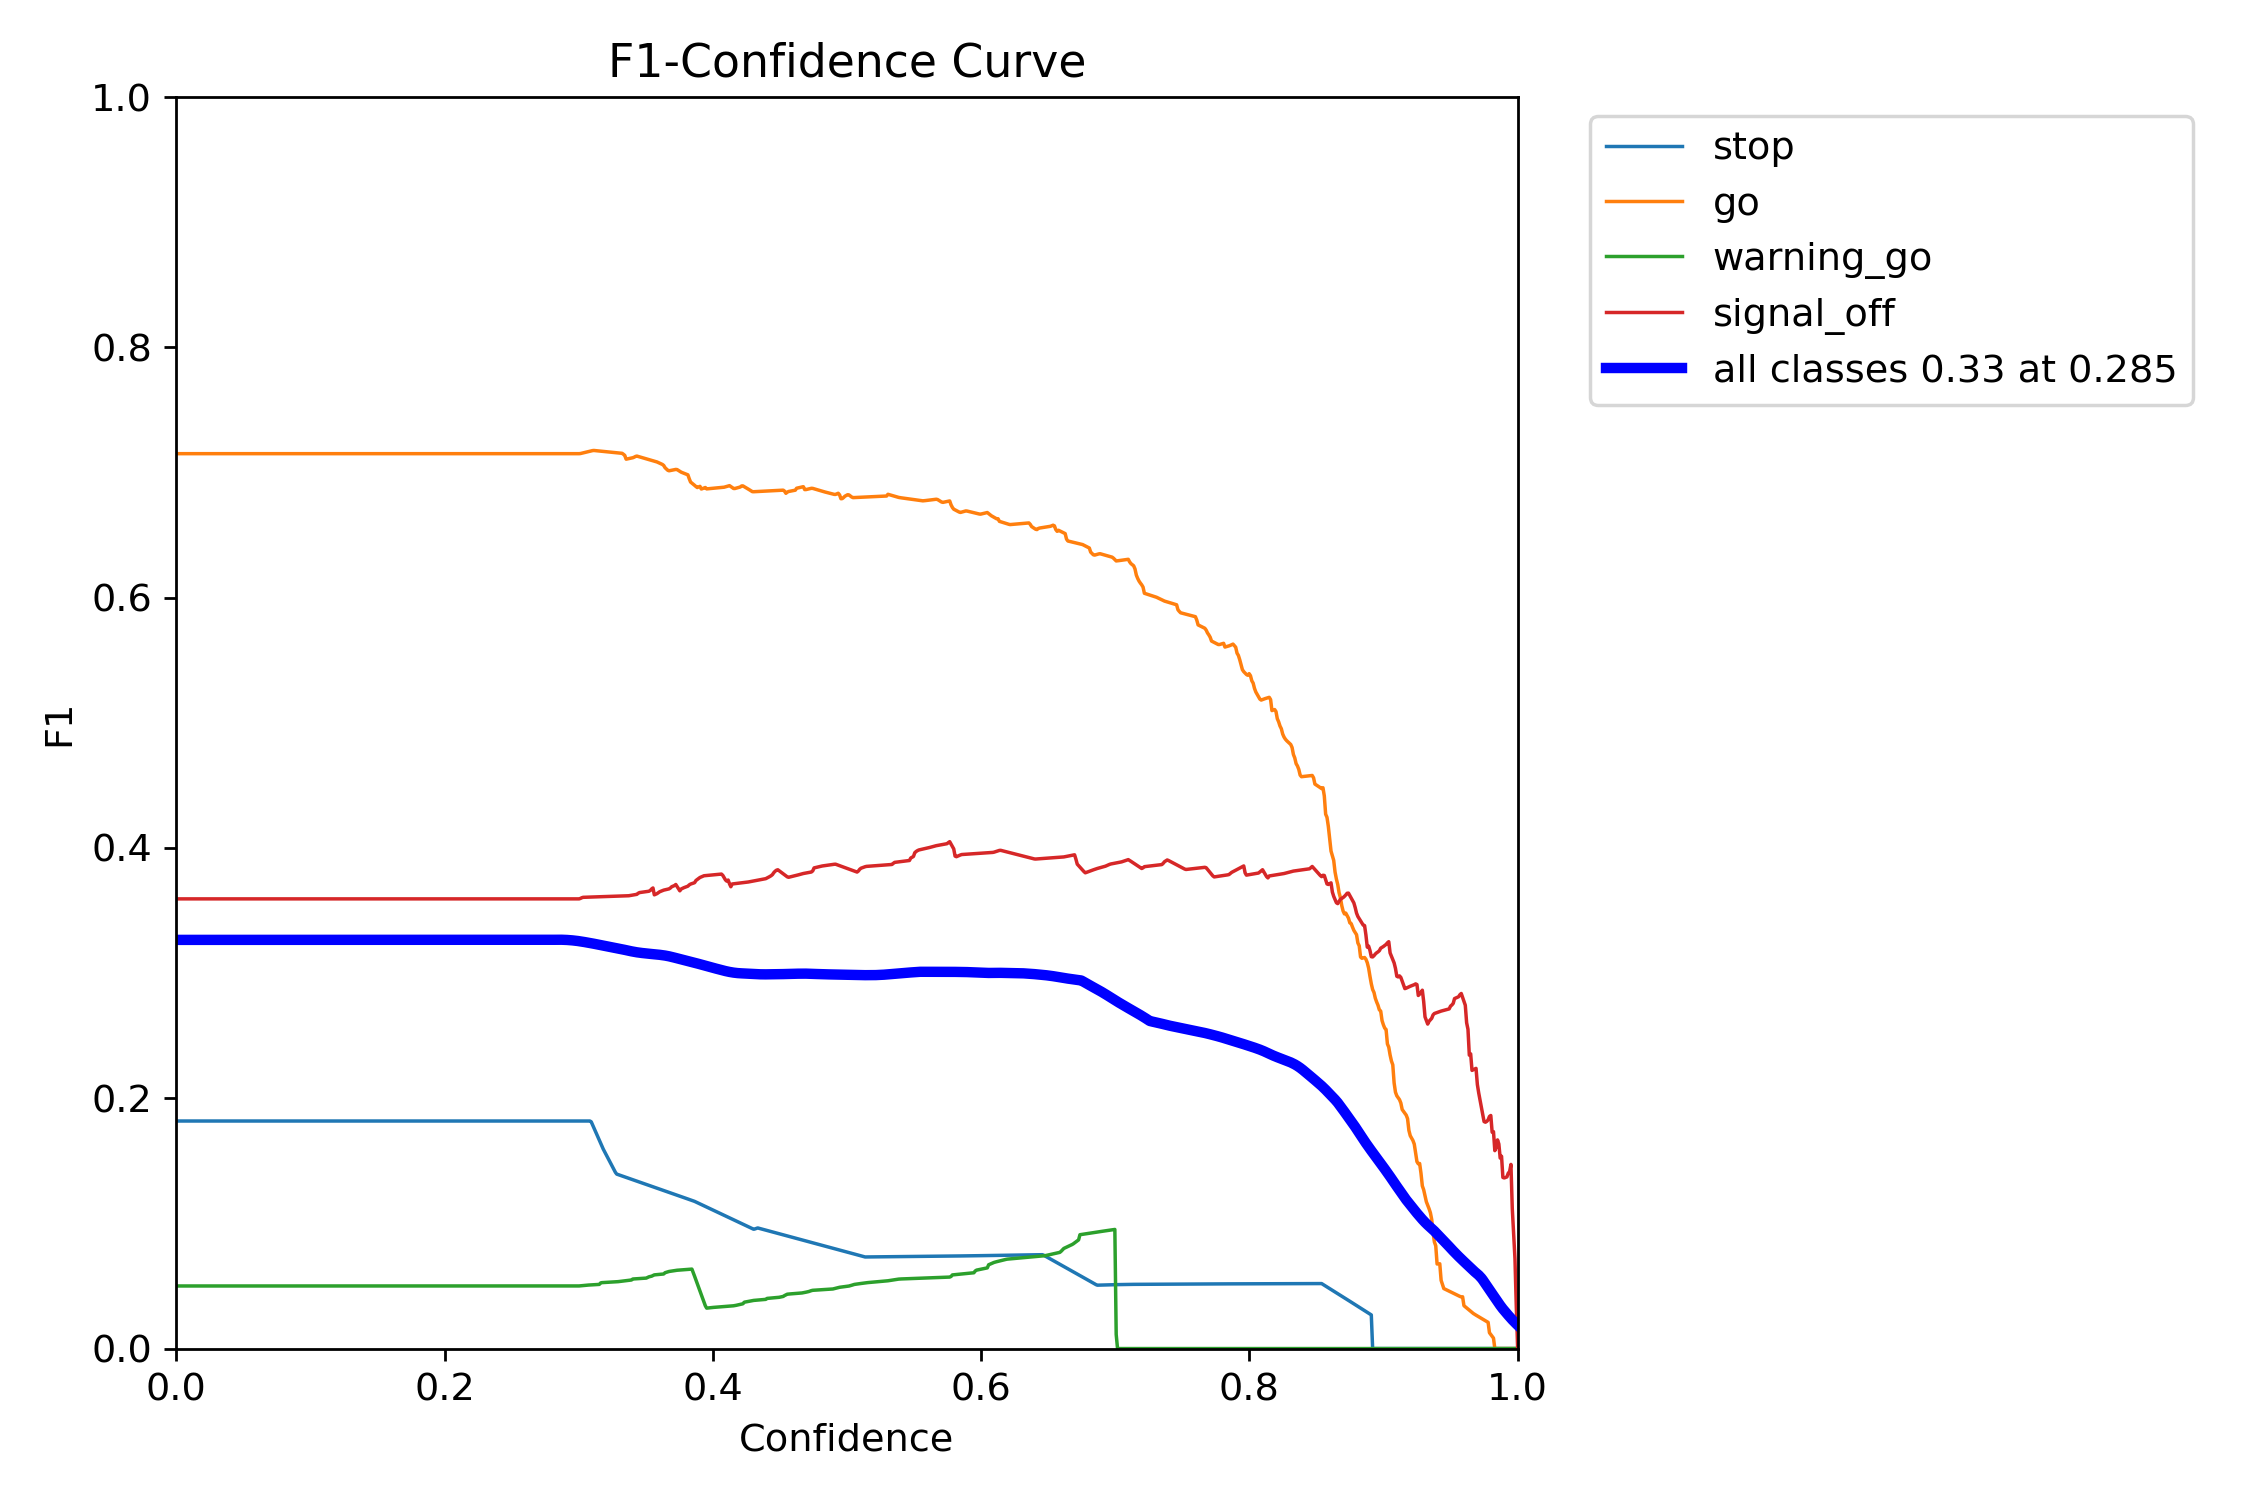 F1-Confidence Curve
1.0
0.8
0.6
0.4
0.2
0.0
F1
0.0 0.2 0.4 0.6 0.8 1.0
Confidence
stop
go
warning_go
signal_off
all classes 0.33 at 0.285